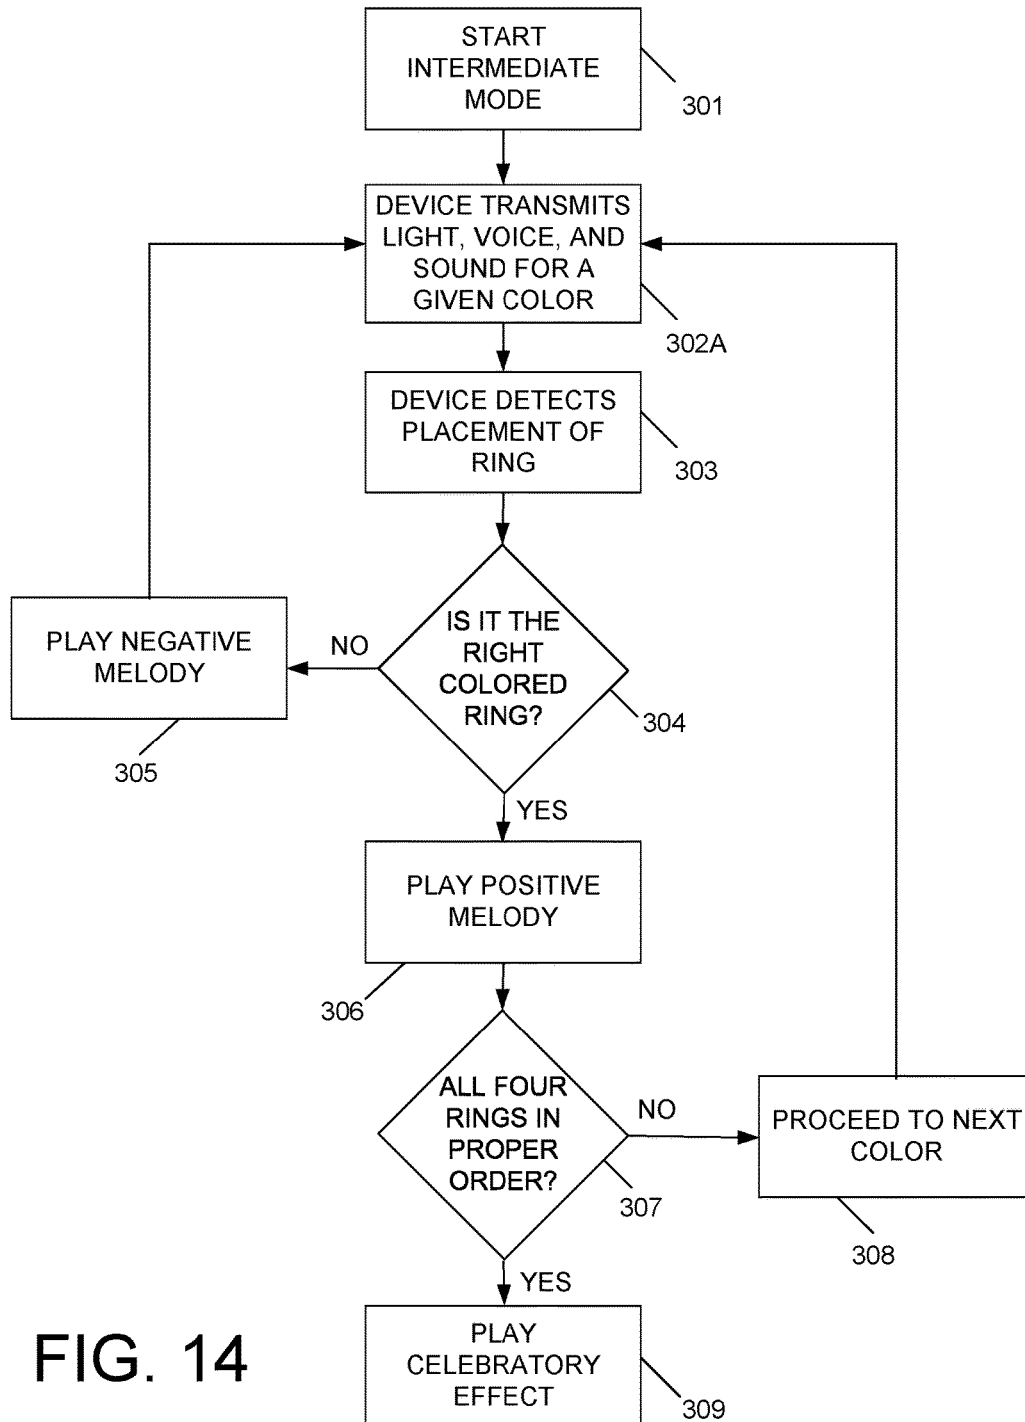 START
INTERMEDIATE
MODE
301
DEVICE TRANSMITS
LIGHT, VOICE, AND
SOUND FOR A
GIVEN COLOR
302A
DEVICE DETECTS
PLACEMENT OF
RING
303
IS IT THE
RIGHT
COLORED
RING?
304
NO
PLAY NEGATIVE
MELODY
305
YES
PLAY POSITIVE
MELODY
306
ALL FOUR
RINGS IN
PROPER
ORDER?
307
NO
PROCEED TO NEXT
COLOR
308
YES
PLAY
CELEBRATORY
EFFECT
309
FIG. 14